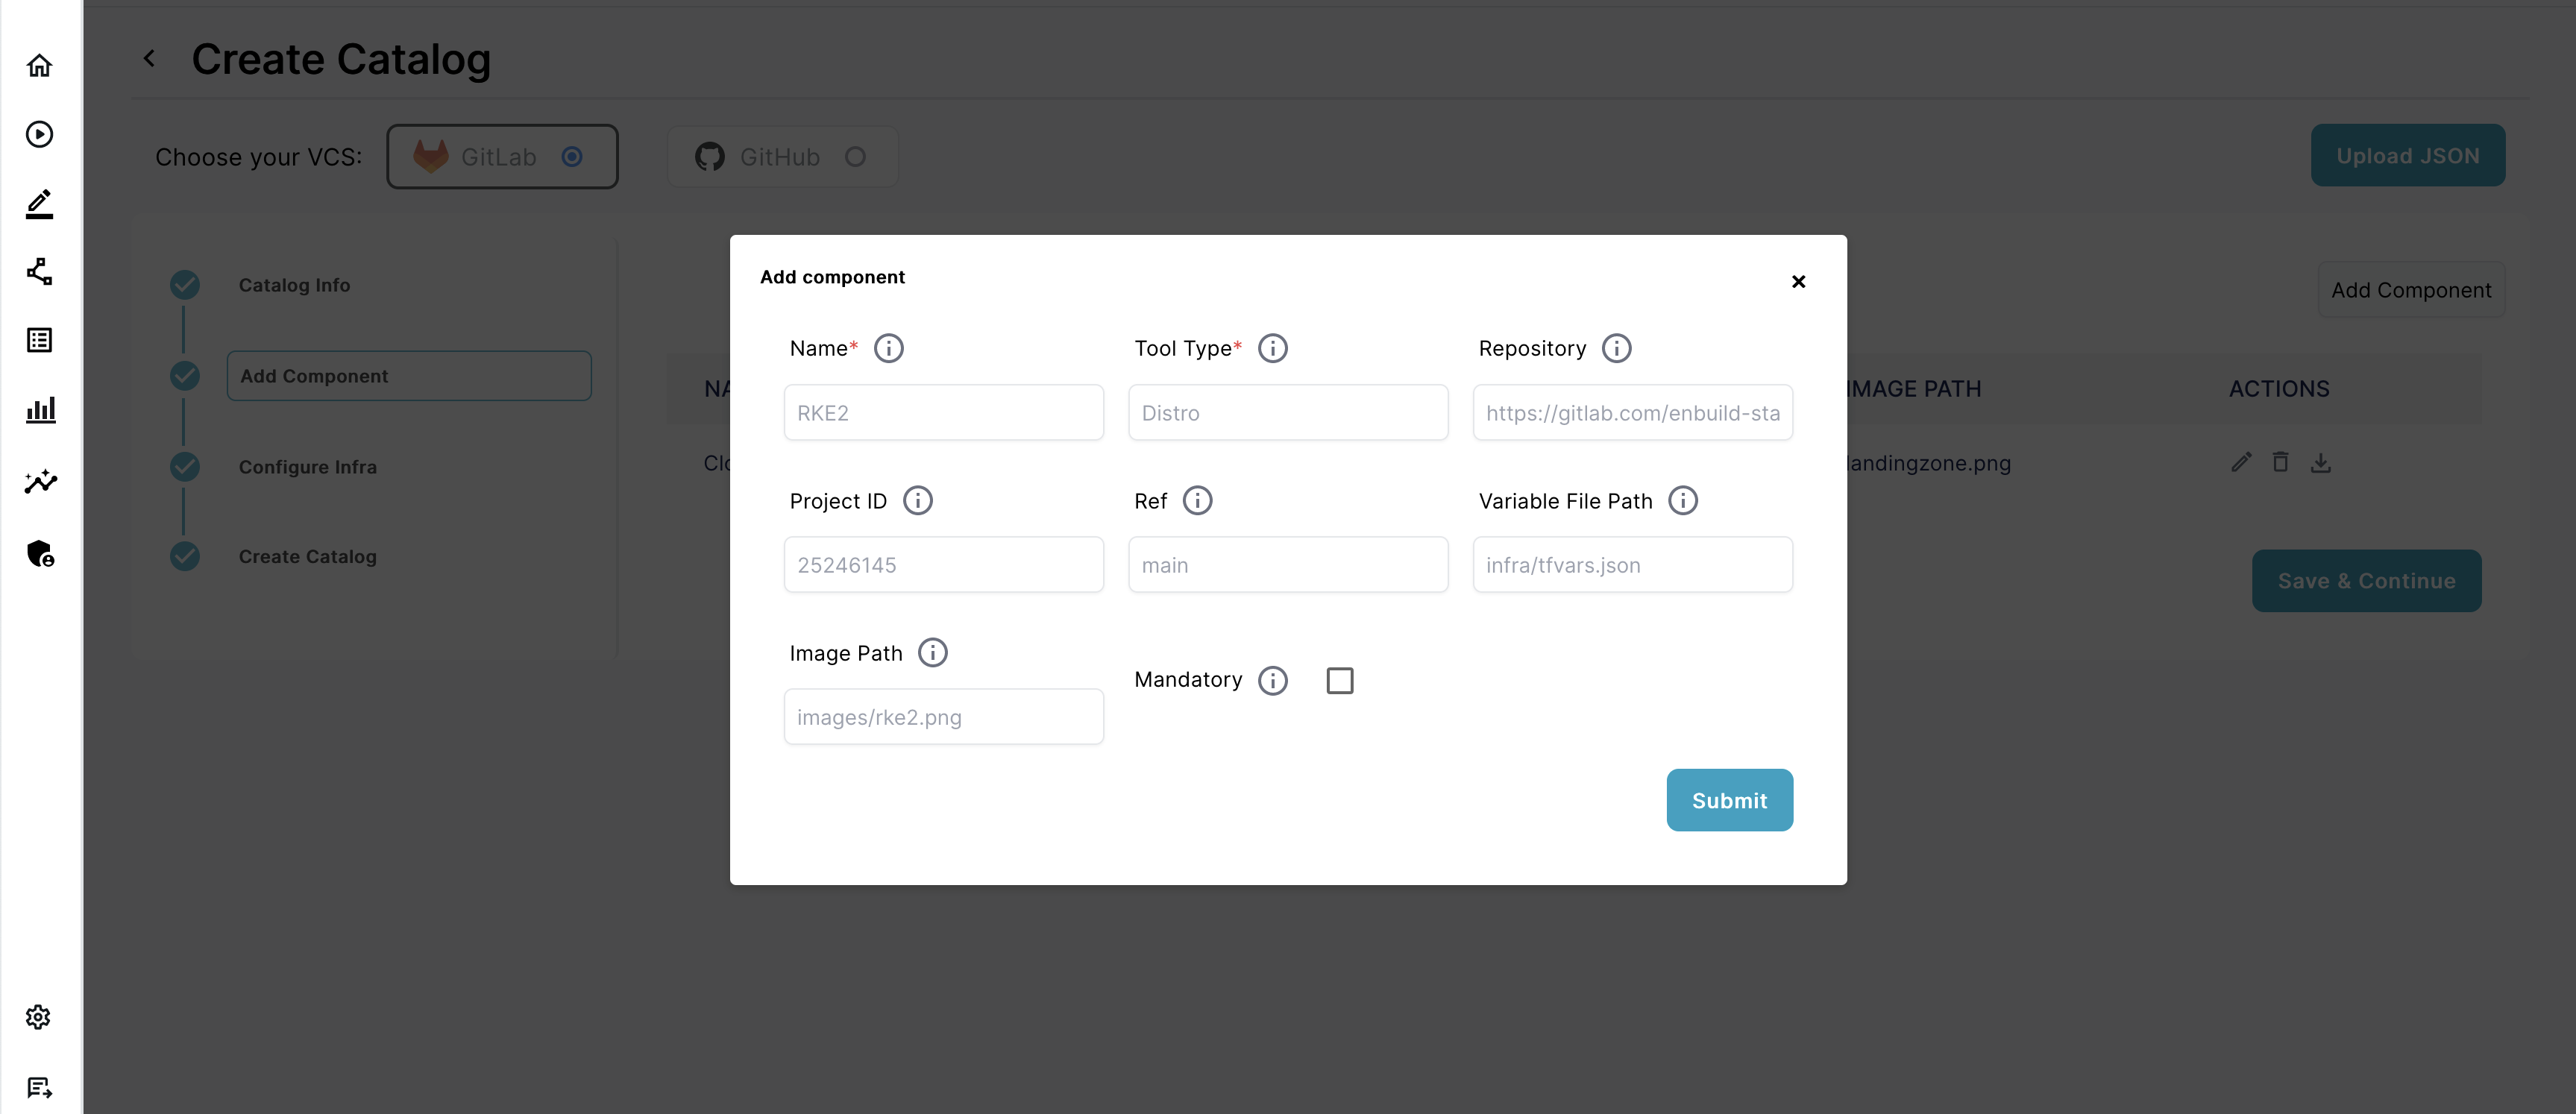 Create Catalog
Choose your VCS:
GitLab
GitHub
Upload JSON
Catalog Info
Add Component
Configure Infra
Create Catalog
Add Component
NA
IMAGE PATH
ACTIONS
Clo
landingzone.png
Save & Continue
Add component
Name*
Tool Type*
Repository
RKE2
Distro
https://gitlab.com/enbuild-sta
Project ID
Ref
Variable File Path
25246145
main
infra/tfvars.json
Image Path
Mandatory
images/rke2.png
Submit